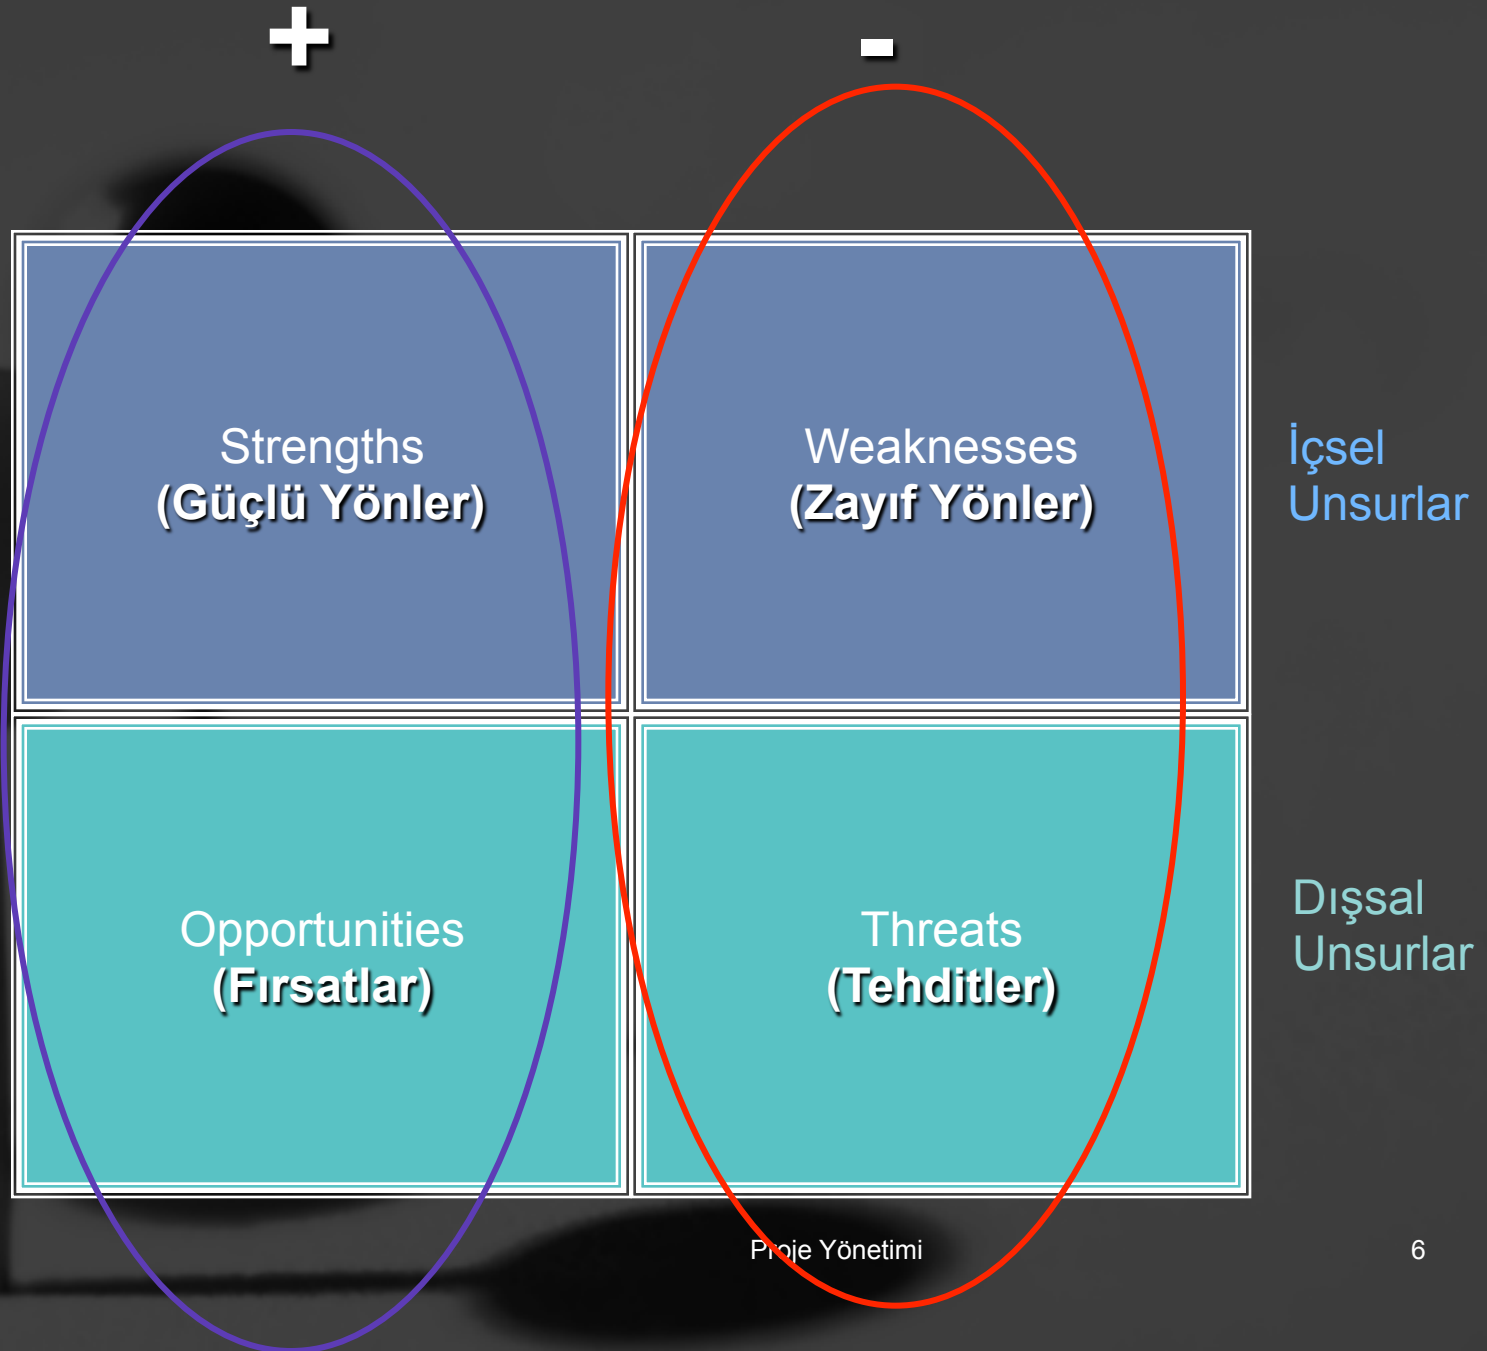 +
-
Strengths
(Güçlü Yönler)
Weaknesses
(Zayıf Yönler)
İçsel
Unsurlar
Opportunities
(Fırsatlar)
Threats
(Tehditler)
Dışsal
Unsurlar
Proje Yönetimi
6